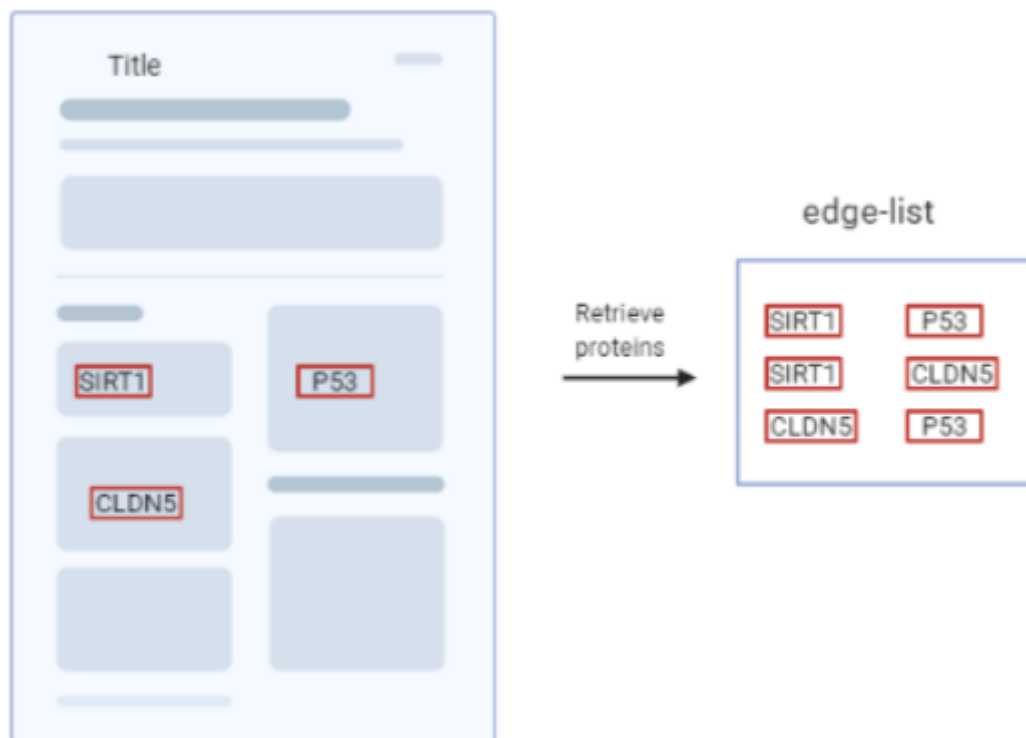 Title
SIRT1
P53
CLDN5
Retrieve
proteins
edge-list
SIRT1 P53
SIRT1 CLDN5
CLDN5 P53